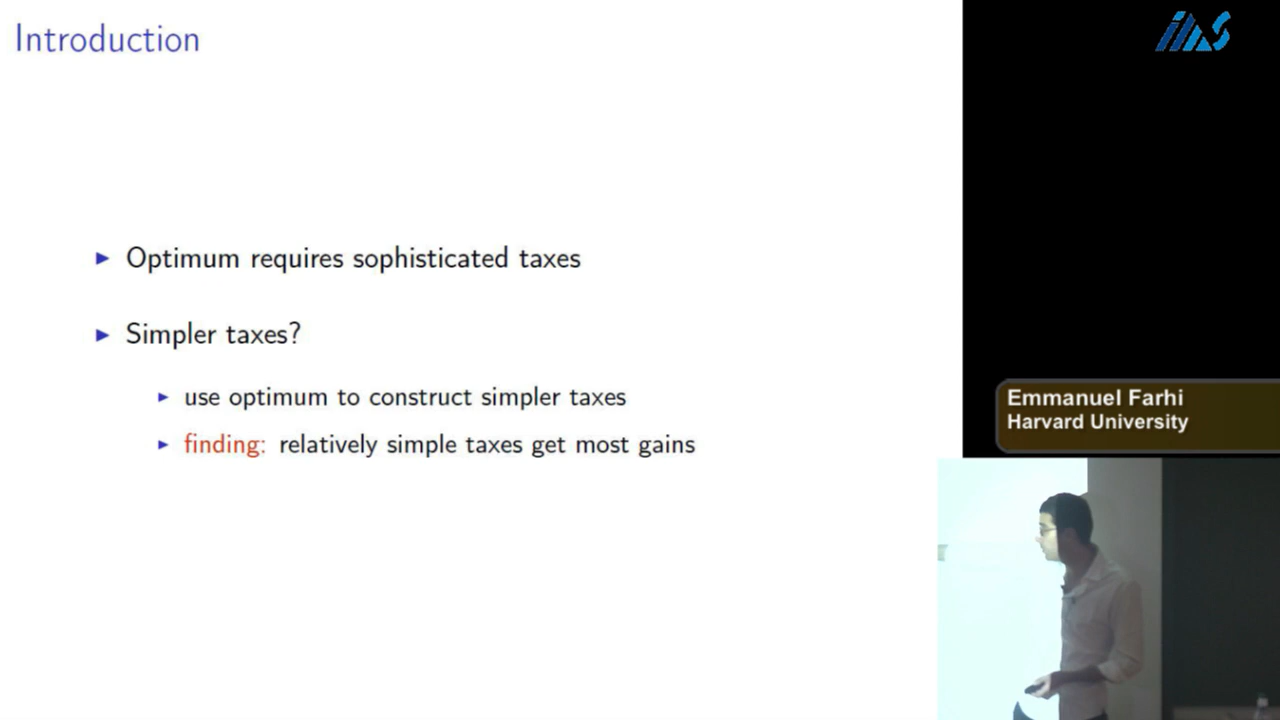 Introduction
► Optimum requires sophisticated taxes
► Simpler taxes?
► use optimum to construct simpler taxes
► finding: relatively simple taxes get most gains
Emmanuel Farhi
Harvard University